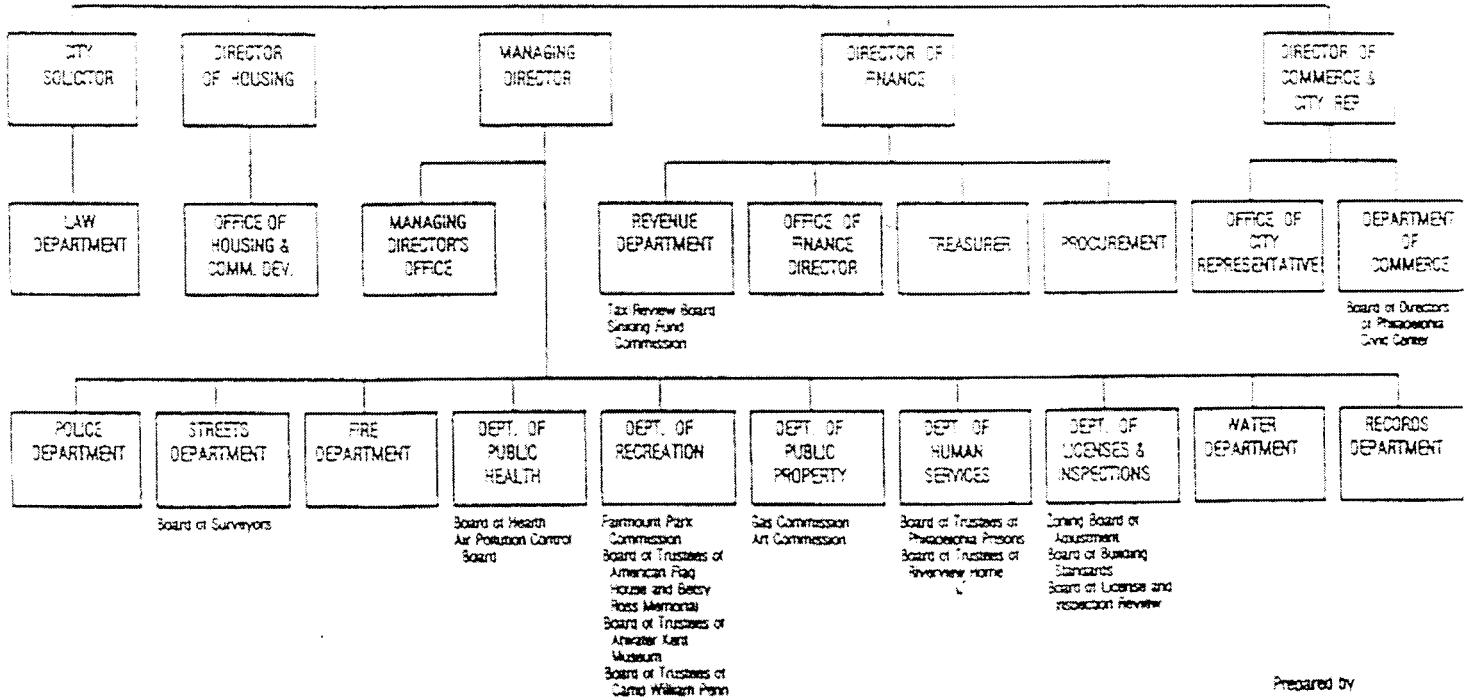 CITY
SOLICITOR
DIRECTOR
OF HOUSING
MANAGING
DIRECTOR
DIRECTOR OF
FINANCE
DIRECTOR OF
COMMERCE &
CITY REP
LAW
DEPARTMENT
OFFICE OF
HOUSING &
COMM. DEV.
MANAGING
DIRECTOR'S
OFFICE
REVENUE
DEPARTMENT
OFFICE OF
FINANCE
DIRECTOR
TREASURER
PROCUREMENT
OFFICE OF
CITY
REPRESENTATIVE
DEPARTMENT
OF
COMMERCE
Tax Review Board
Sinking Fund
Commission
Board of Directors
of Philadelphia
Civic Center
POLICE
DEPARTMENT
STREETS
DEPARTMENT
FIRE
DEPARTMENT
DEPT. OF
PUBLIC
HEALTH
DEPT. OF
RECREATION
DEPT. OF
PUBLIC
PROPERTY
DEPT. OF
HUMAN
SERVICES
DEPT. OF
LICENSES &
INSPECTIONS
WATER
DEPARTMENT
RECORDS
DEPARTMENT
Board of Surveyors
Board of Health
Air Pollution Control
Board
Fairmount Park
Commission
Board of Trustees of
American Flag
House and Betsy
Ross Memorial
Board of Trustees of
Atwater Kent
Museum
Board of Trustees of
Camp William Penn
Gas Commission
Art Commission
Board of Trustees of
Philadelphia Prisons
Board of Trustees of
Riverview Home
Zoning Board of
Adjustment
Board of Building
Standards
Board of License and
Inspection Review
Prepared by